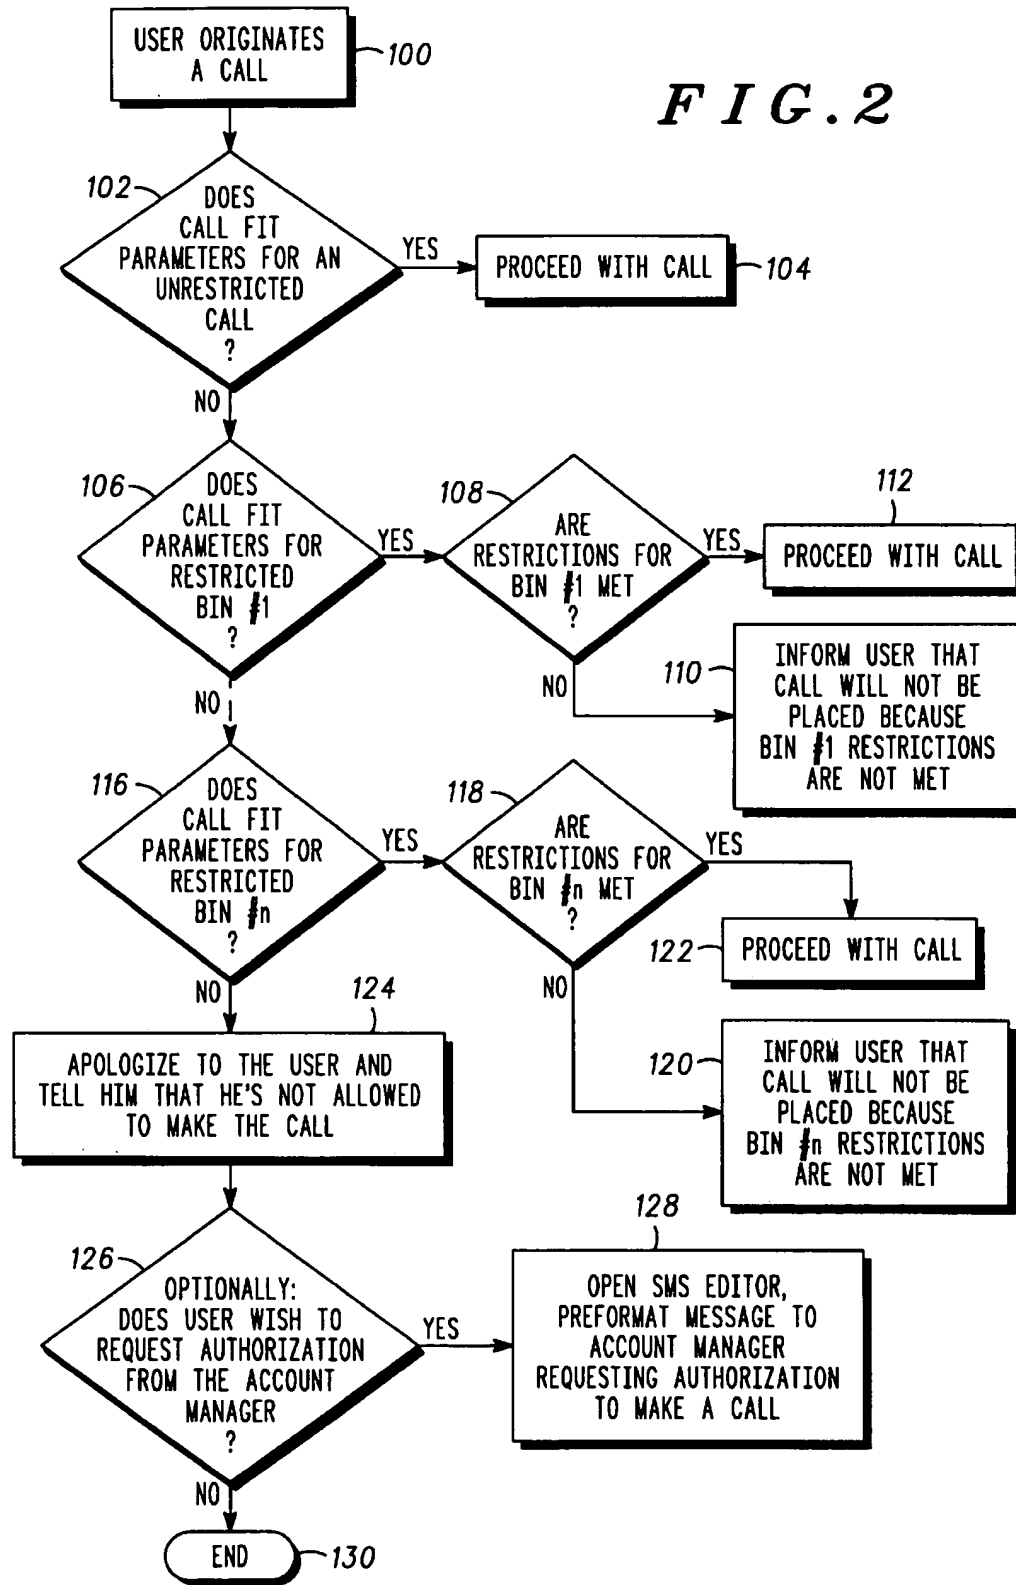 USER ORIGINATES
A CALL
100
FIG.2
102
DOES
CALL FIT
PARAMETERS FOR AN
UNRESTRICTED
CALL
?
YES
PROCEED WITH CALL
104
NO
106
DOES
CALL FIT
PARAMETERS FOR
RESTRICTED
BIN #1
?
YES
108
ARE
RESTRICTIONS FOR
BIN #1 MET
?
YES
112
PROCEED WITH CALL
NO
110
INFORM USER THAT
CALL WILL NOT BE
PLACED BECAUSE
BIN #1 RESTRICTIONS
ARE NOT MET
NO
116
DOES
CALL FIT
PARAMETERS FOR
RESTRICTED
BIN #n
?
YES
118
ARE
RESTRICTIONS FOR
BIN #n MET
?
YES
122
PROCEED WITH CALL
NO
120
INFORM USER THAT
CALL WILL NOT BE
PLACED BECAUSE
BIN #n RESTRICTIONS
ARE NOT MET
NO
124
APOLOGIZE TO THE USER AND
TELL HIM THAT HE'S NOT ALLOWED
TO MAKE THE CALL
126
OPTIONALLY:
DOES USER WISH TO
REQUEST AUTHORIZATION
FROM THE ACCOUNT
MANAGER
?
YES
128
OPEN SMS EDITOR,
PREFORMAT MESSAGE TO
ACCOUNT MANAGER
REQUESTING AUTHORIZATION
TO MAKE A CALL
NO
END
130